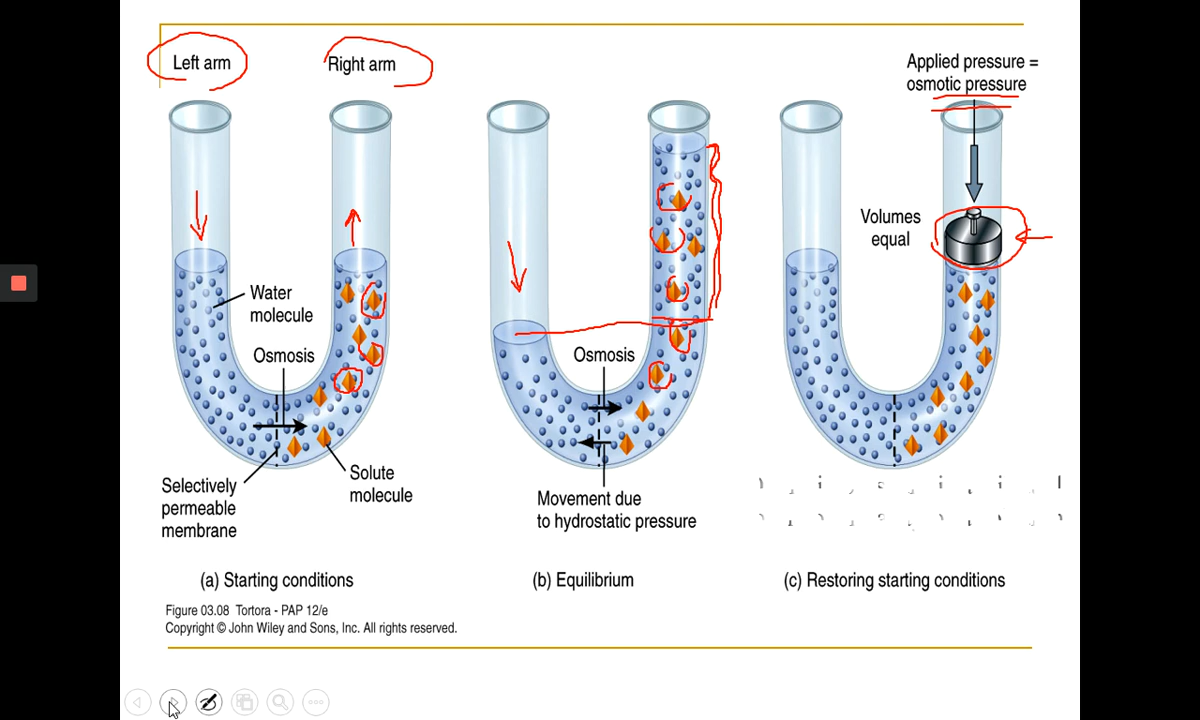 Left arm
Right arm
Applied pressure =
osmotic pressure
Volumes
equal
Water
molecule
Osmosis
Osmosis
Solute
molecule
Selectively
permeable
membrane
Movement due
to hydrostatic pressure
(a) Starting conditions
(b) Equilibrium
(c) Restoring starting conditions
Figure 03.08 Tortora - PAP 12/e
Copyright © John Wiley and Sons, Inc. All rights reserved.